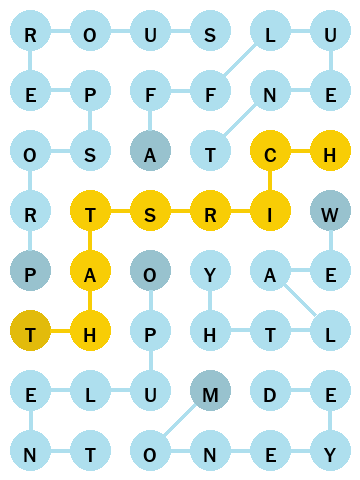 R O U S L U
E P F F N E
O S A T C H
R T S R I W
P A O Y A E
T H P H T L
E L U M D E
N T O N E Y